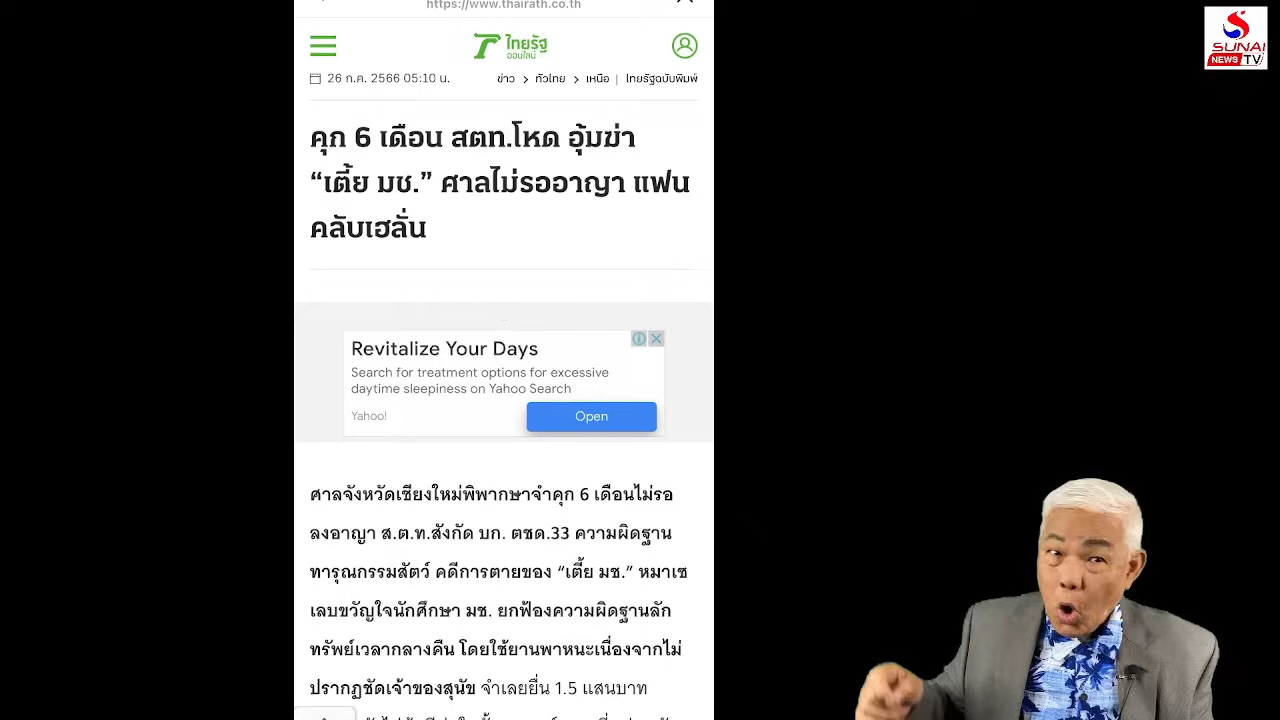 https://www.thairath.co.th
ไทยรัฐ
ออนไลน์
SUNAI
NEWS TV
26 ก.ค. 2566 05:10 น.
ข่าว > ทั่วไทย > เหนือ | ไทยรัฐฉบับพิมพ์
คุก 6 เดือน สตท.โหด อุ้มฆ่า
“เตี้ย มช.” ศาลไม่รออาญา แฟน
คลับเฮลั่น
Revitalize Your Days
Search for treatment options for excessive
daytime sleepiness on Yahoo Search
Yahoo!
Open
ศาลจังหวัดเชียงใหม่พิพากษาจำคุก 6 เดือนไม่รอ
ลงอาญา ส.ต.ท.สังกัด บก. ตชด.33 ความผิดฐาน
ทารุณกรรมสัตว์ คดีการตายของ “เตี้ย มช.” หมาเซ
เลบขวัญใจนักศึกษา มช. ยกฟ้องความผิดฐานลัก
ทรัพย์เวลากลางคืน โดยใช้ยานพาหนะเนื่องจากไม่
ปรากฏชัดเจ้าของสุนัข จำเลยยื่น 1.5 แสนบาท